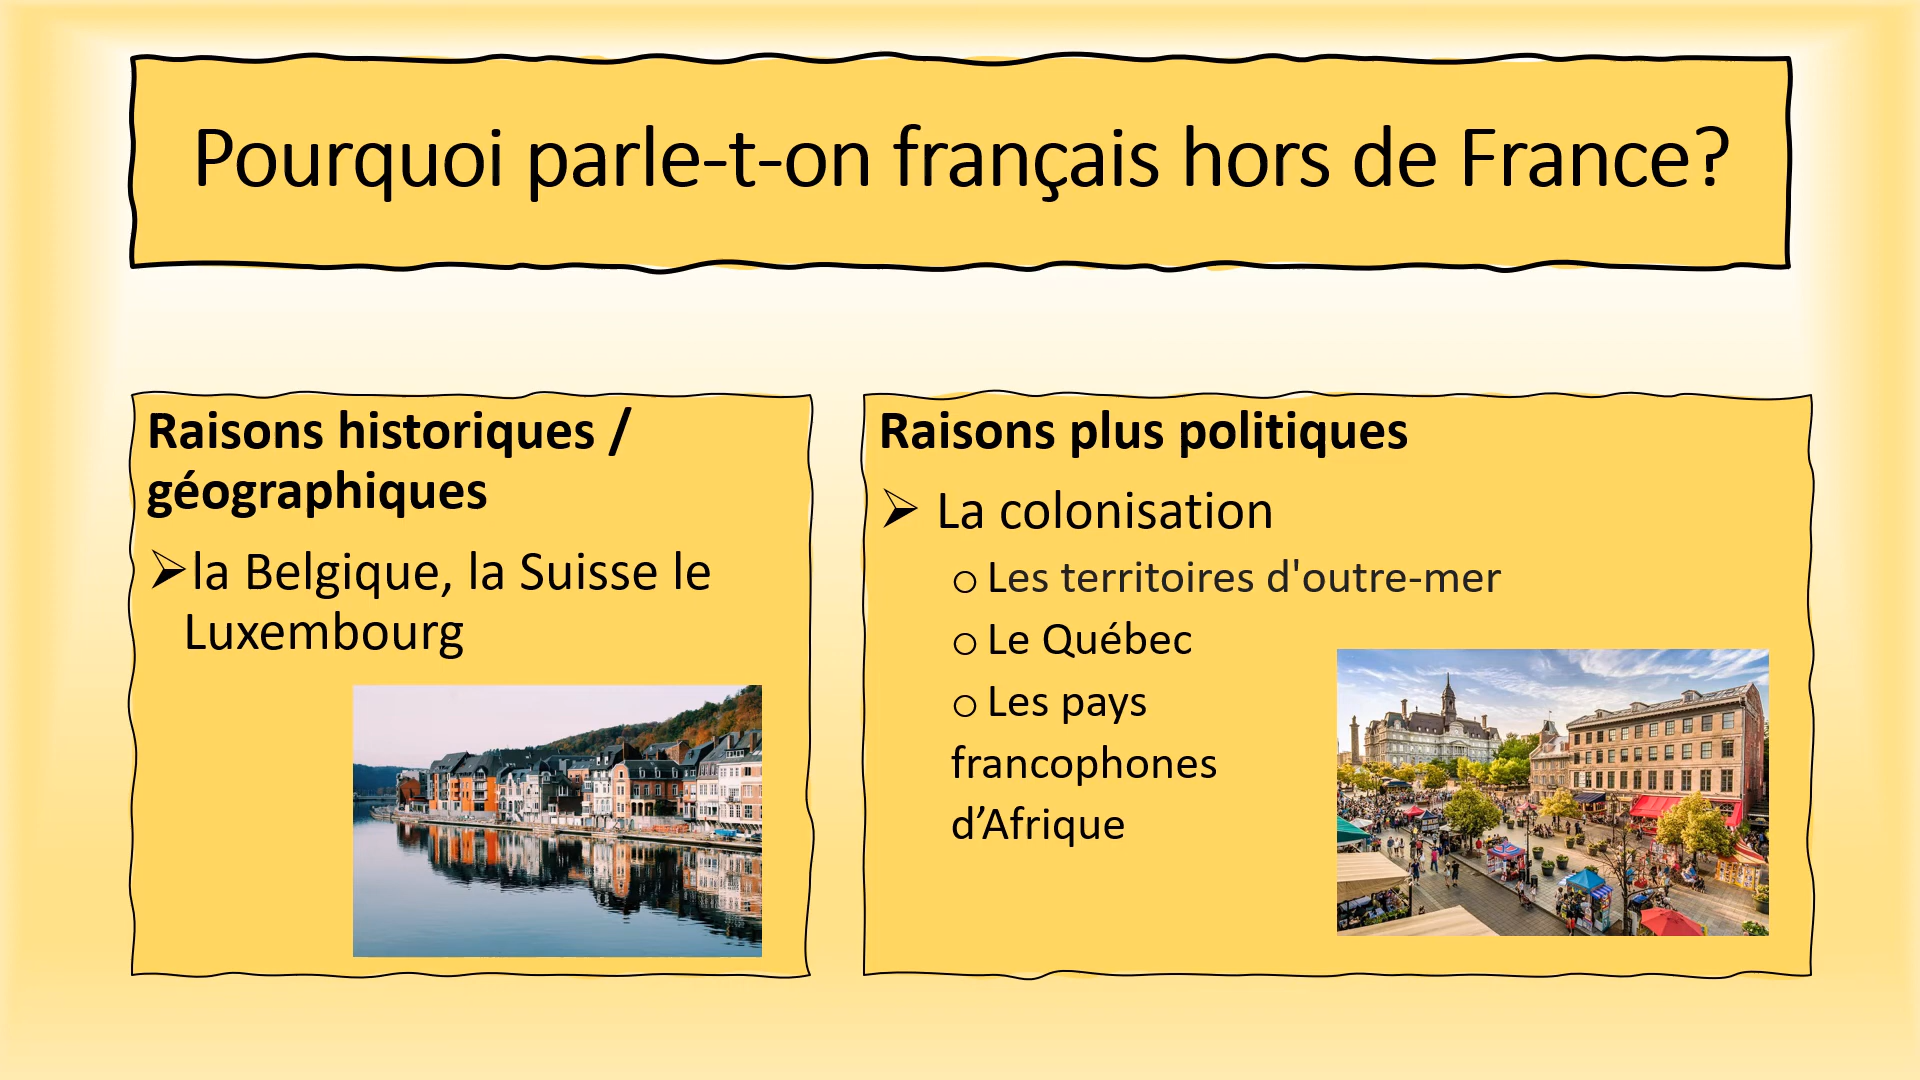 Pourquoi parle-t-on français hors de France?
Raisons historiques /
géographiques
➢la Belgique, la Suisse le
Luxembourg
Raisons plus politiques
➢ La colonisation
o Les territoires d'outre-mer
o Le Québec
o Les pays
francophones
d’Afrique